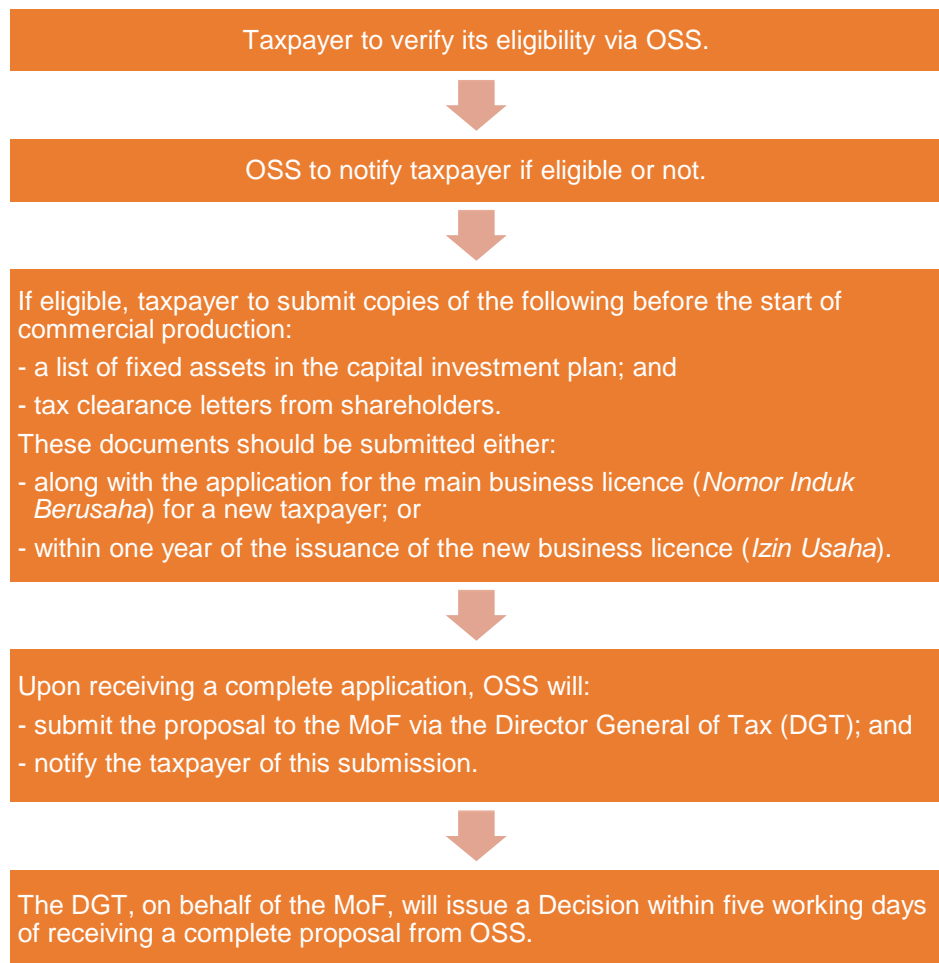 Taxpayer to verify its eligibility via OSS.
OSS to notify taxpayer if eligible or not.
If eligible, taxpayer to submit copies of the following before the start of
commercial production:
- a list of fixed assets in the capital investment plan; and
- tax clearance letters from shareholders.
These documents should be submitted either:
- along with the application for the main business licence (Nomor Induk
Berusaha) for a new taxpayer; or
- within one year of the issuance of the new business licence (Izin Usaha).
Upon receiving a complete application, OSS will:
- submit the proposal to the MoF via the Director General of Tax (DGT); and
- notify the taxpayer of this submission.
The DGT, on behalf of the MoF, will issue a Decision within five working days
of receiving a complete proposal from OSS.